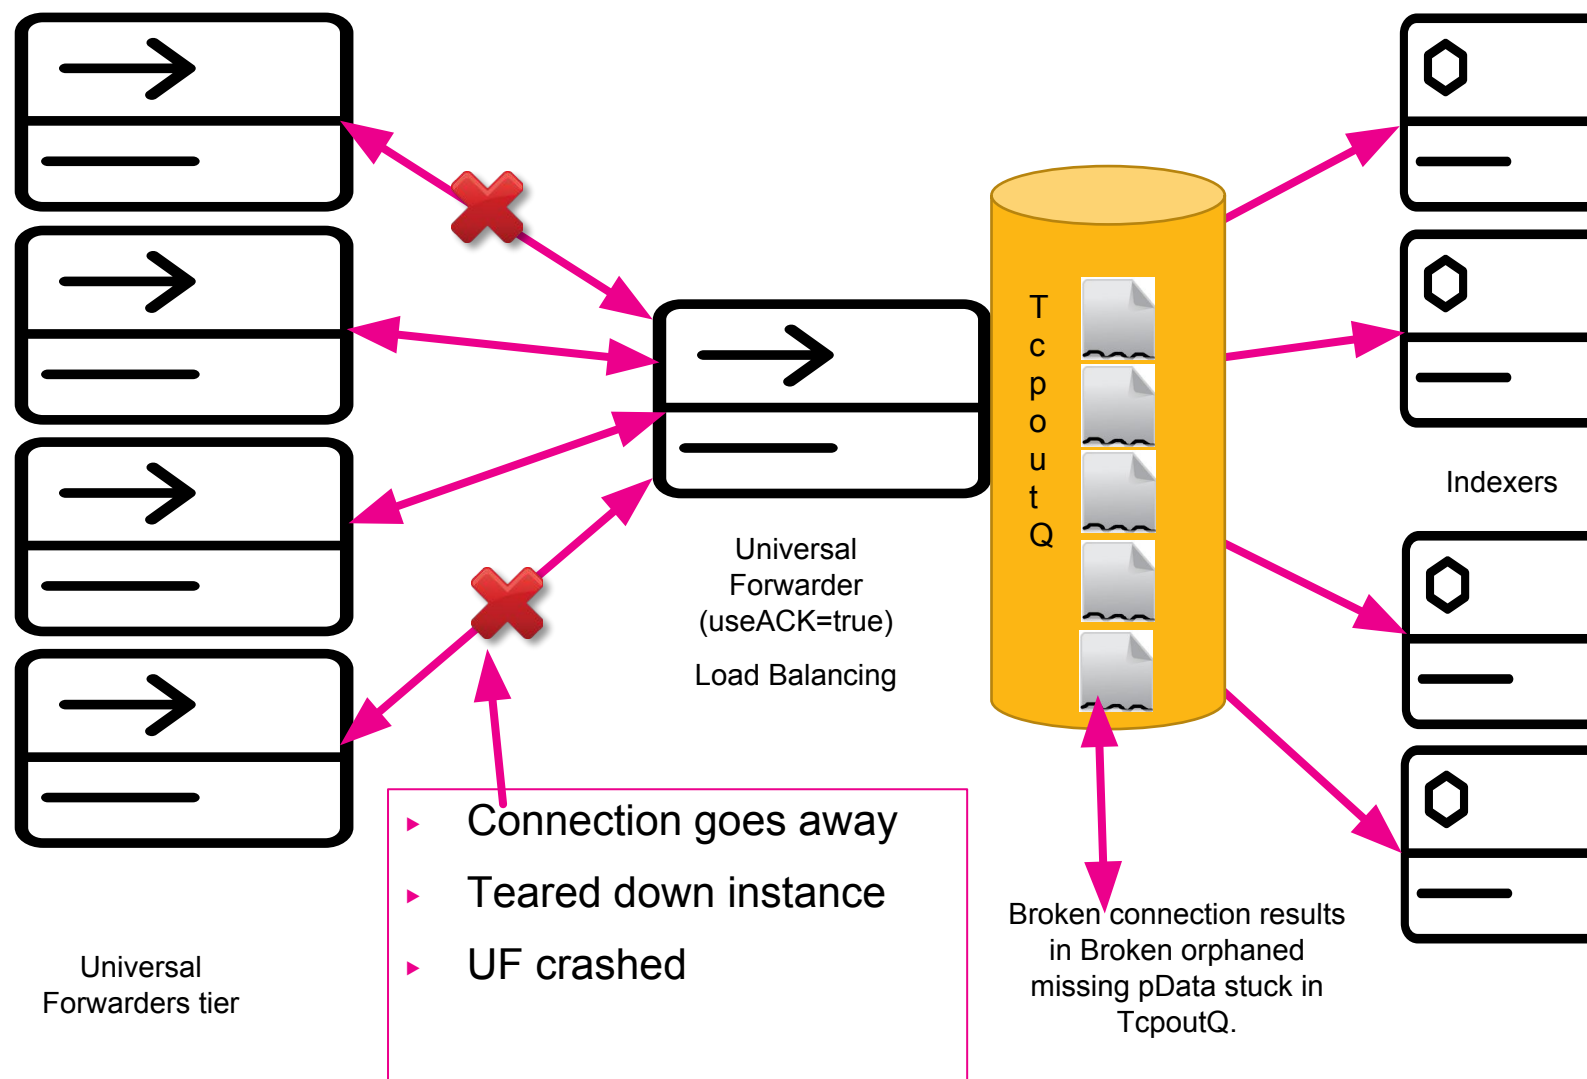 T
c
p
o
u
t
Q
Indexers
Universal
Forwarder
(useACK=true)
Load Balancing
Connection goes away
Teared down instance
UF crashed
Broken connection results
in Broken orphaned
missing pData stuck in
TcpoutQ.
Universal
Forwarders tier